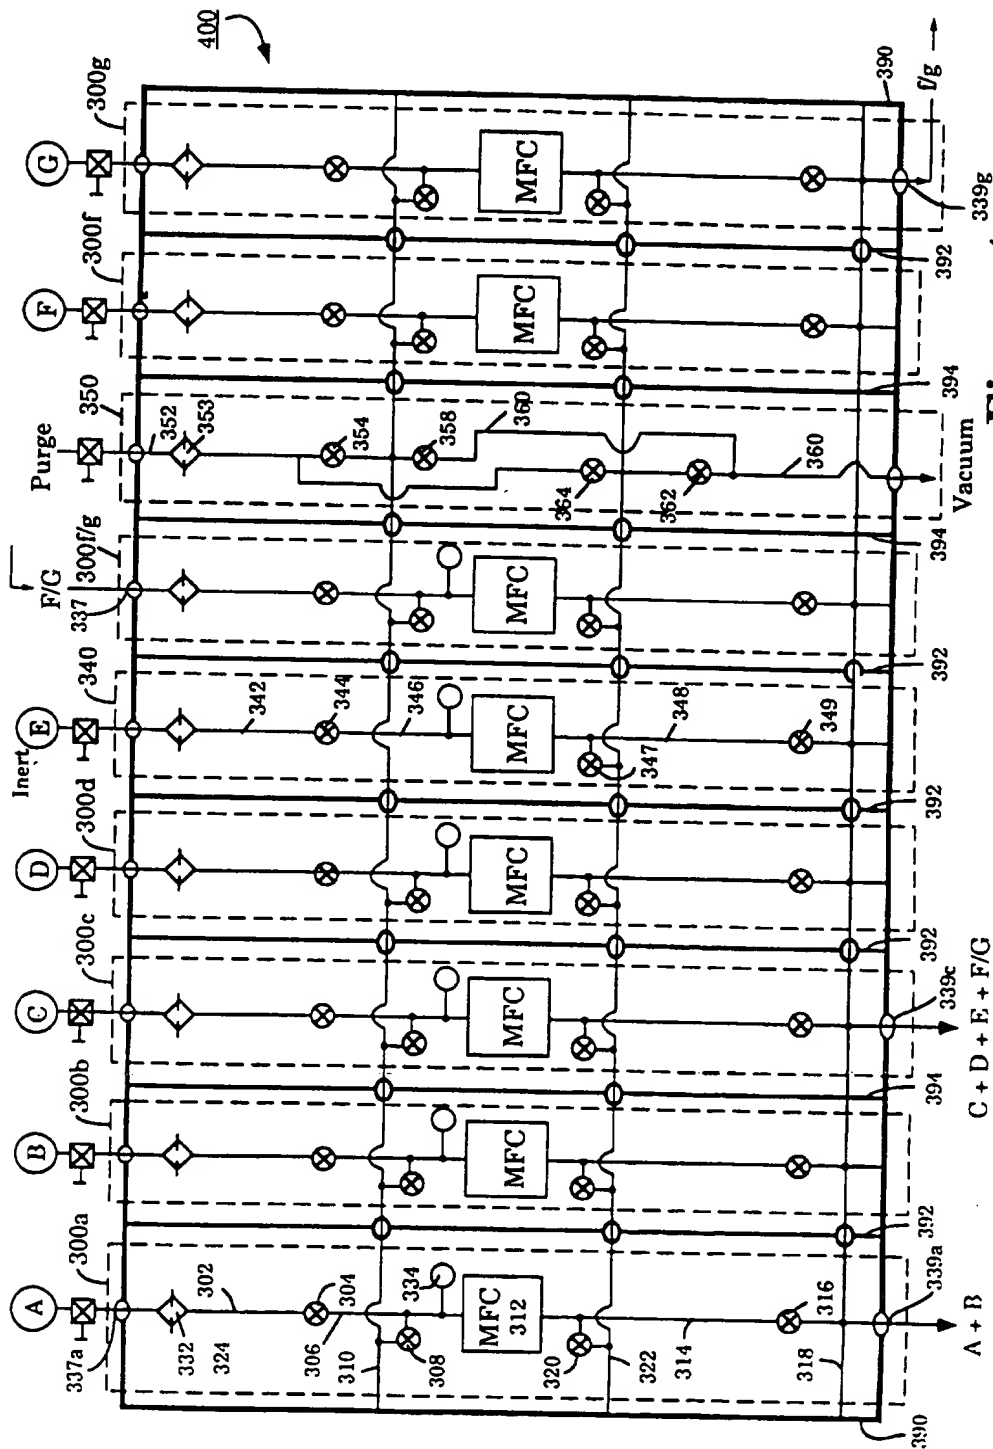 400
A
B
C
D
Inert
E
F/G
Purge
F
G
300a
300b
300c
300d
340
300f/g
350
300f
300g
337a
337
332
324
302
304
306
310
334
308
MFC
312
MFC
MFC
MFC
MFC
MFC
MFC
MFC
320
322
314
316
318
342
344
346
347
348
349
352
353
354
358
360
364
362
360
390
339a
392
394
339c
392
392
392
394
394
392
339g
390
A + B
C + D + E + F/G
Vacuum
f/g